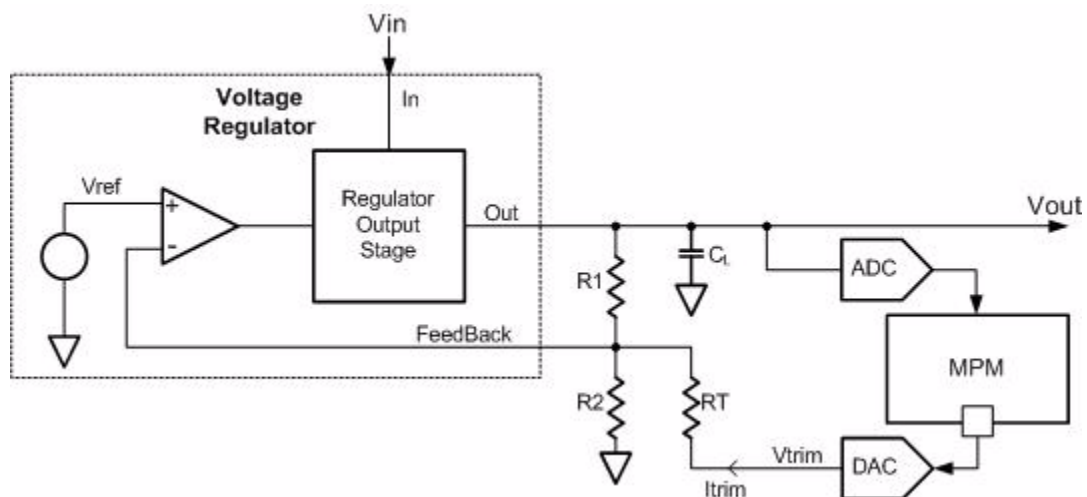 Vin
Voltage
Regulator
In
Vref
+
-
Regulator
Output
Stage
Out
Vout
R1
CL
ADC
FeedBack
MPM
R2
RT
Vtrim
DAC
Itrim